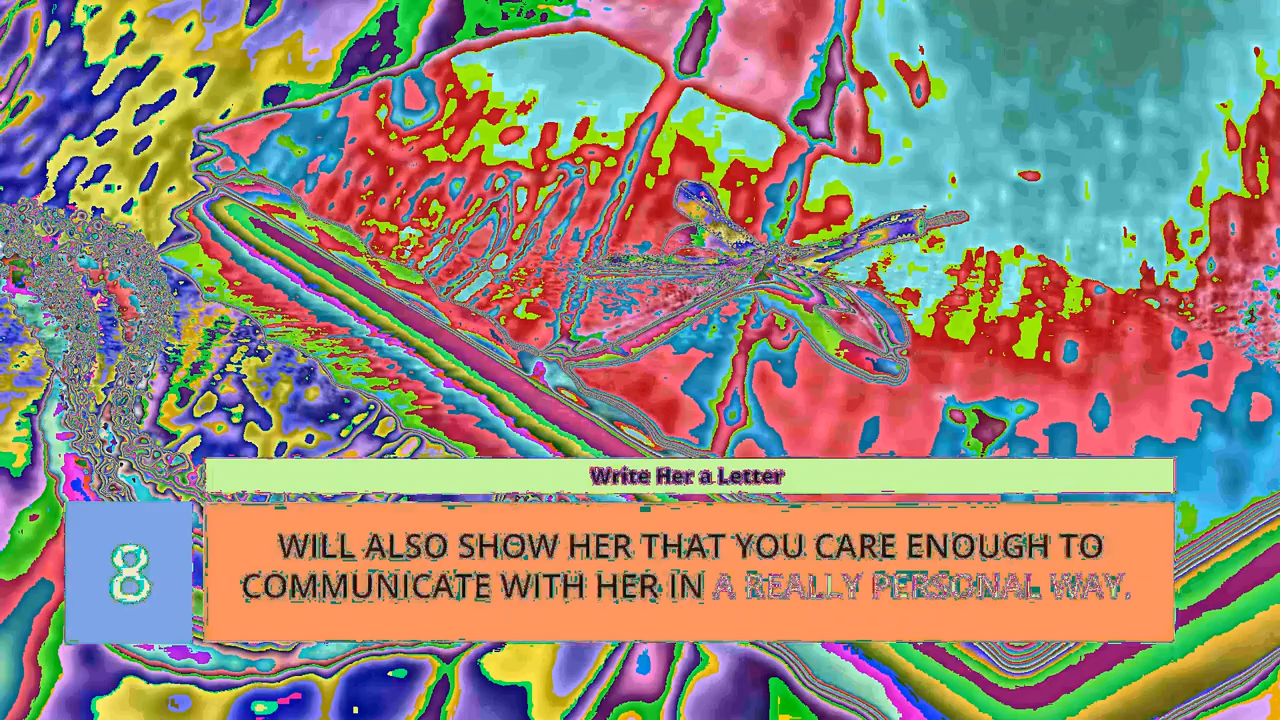 Write Her a Letter
8
WILL ALSO SHOW HER THAT YOU CARE ENOUGH TO
COMMUNICATE WITH HER IN A REALLY PERSONAL WAY.